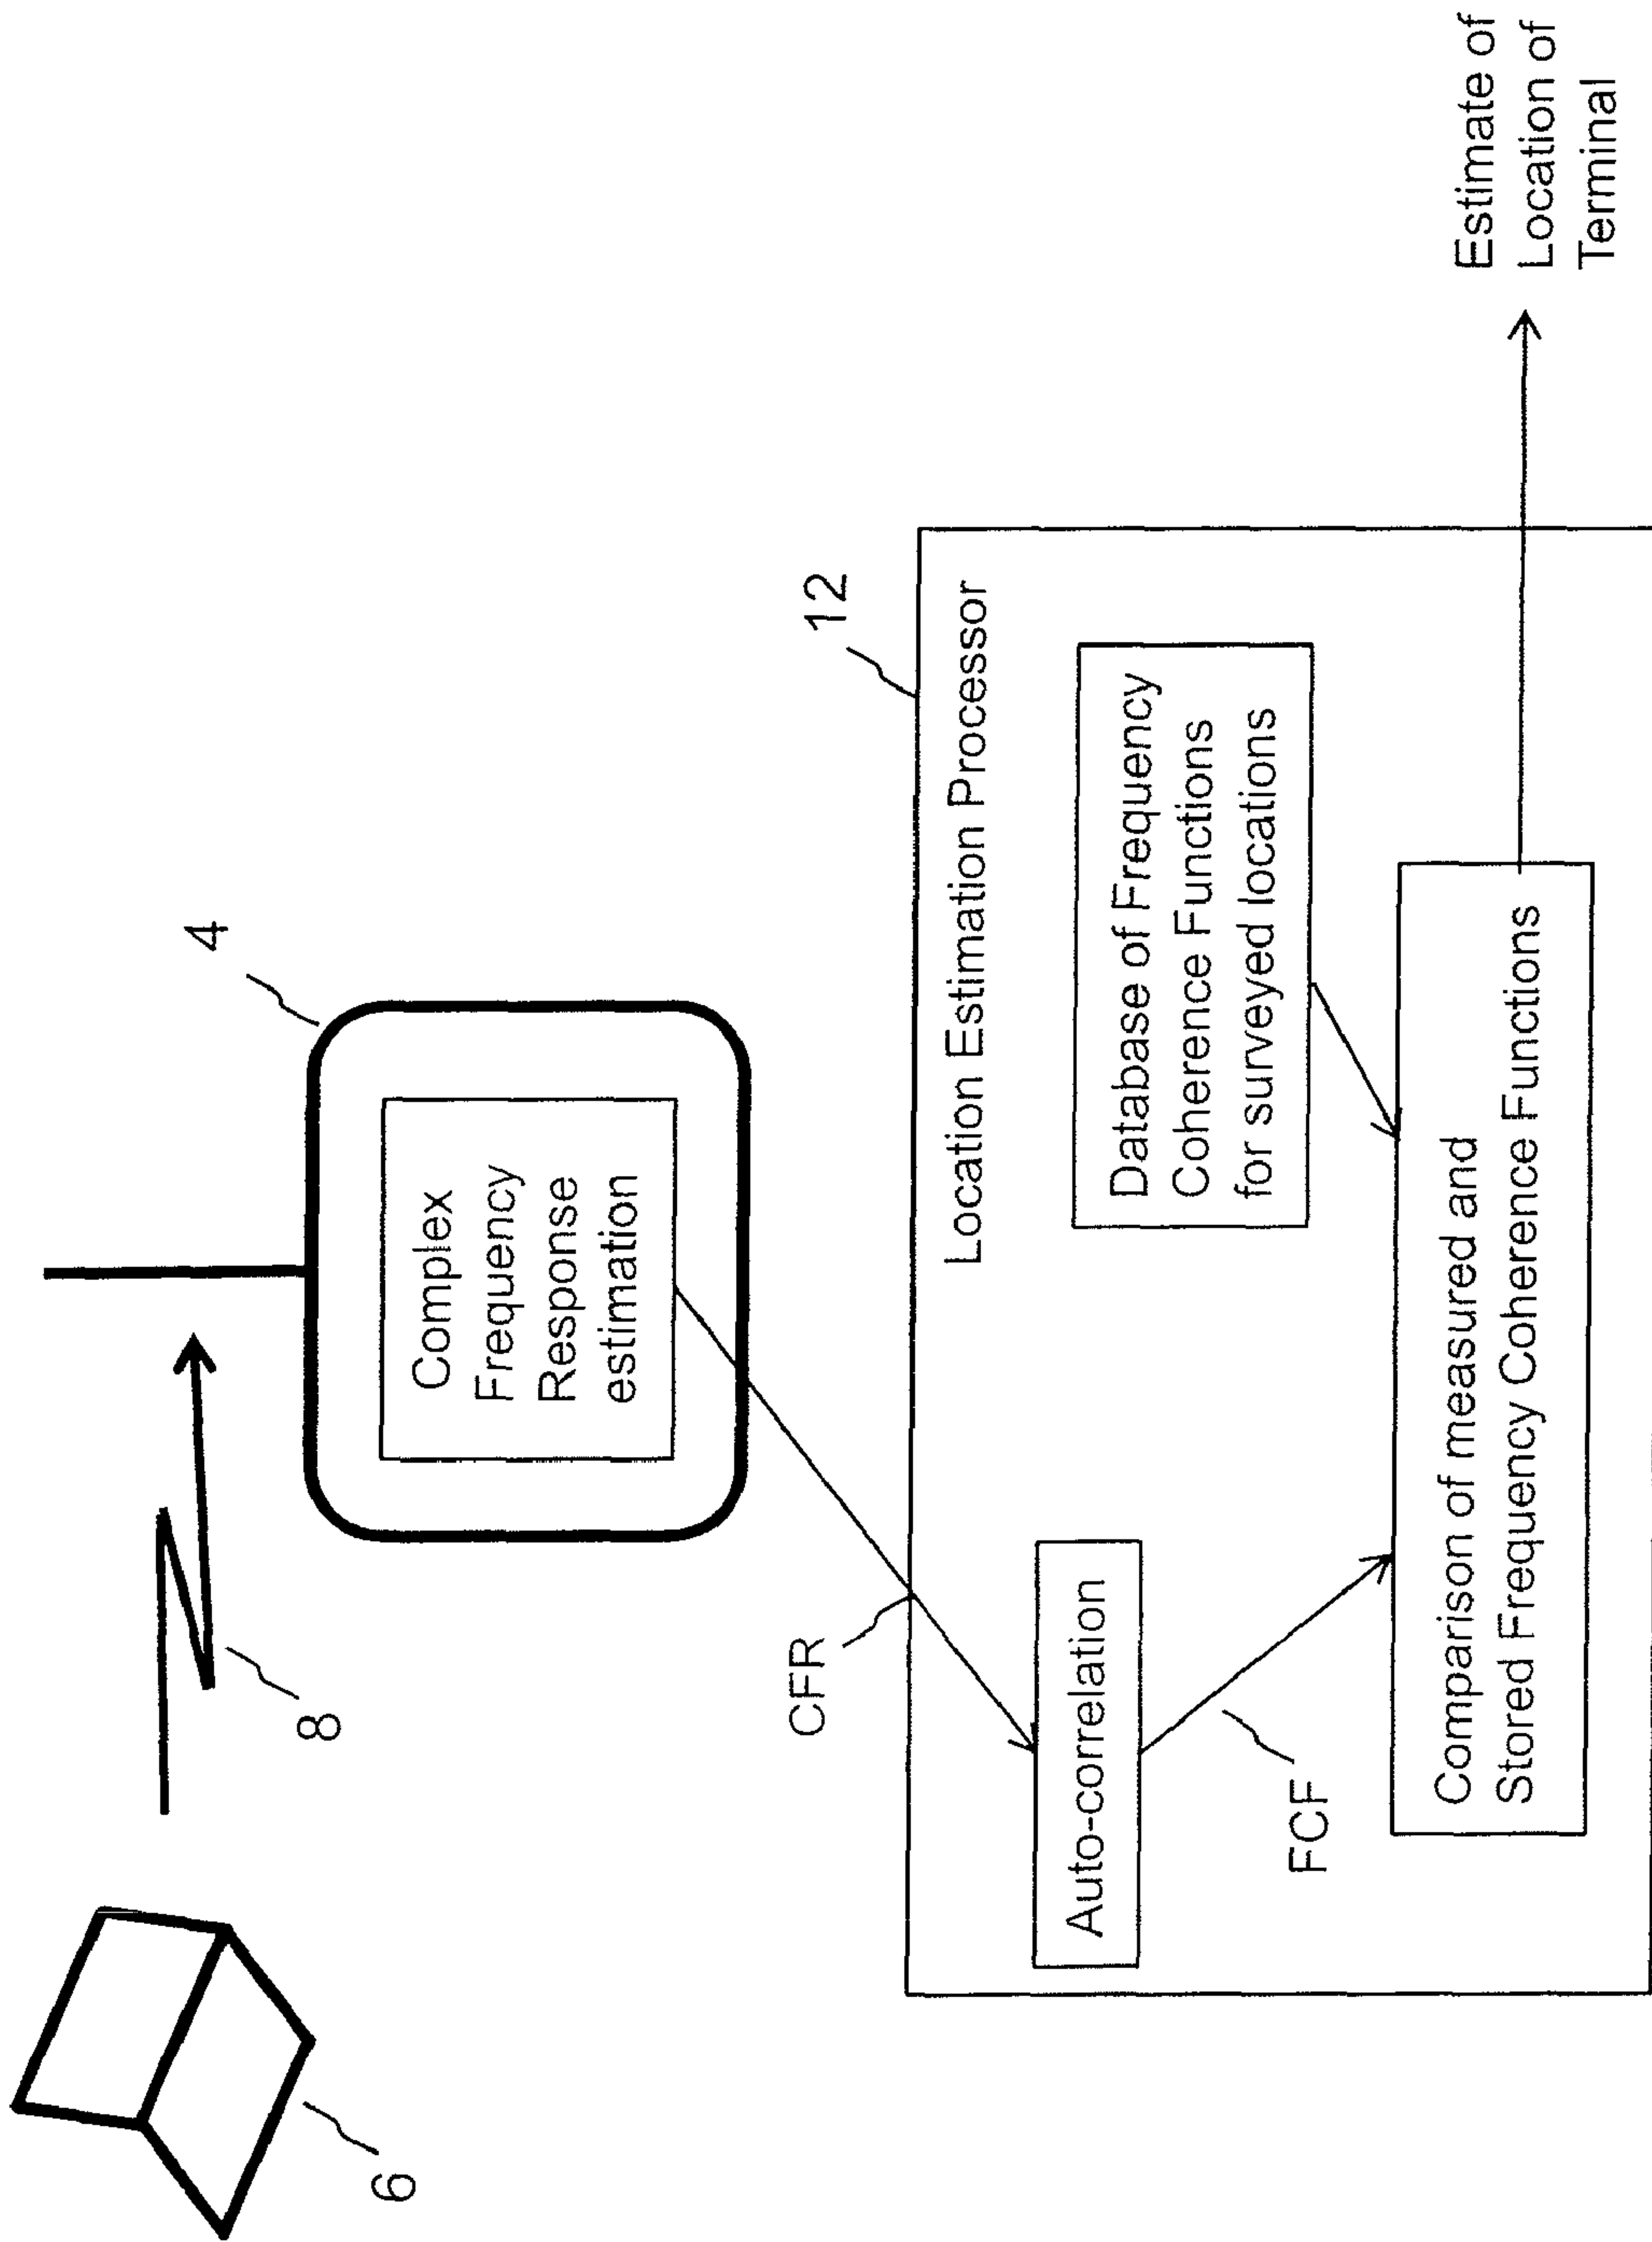 6
8
4
Complex
Frequency
Response
estimation
CFR
12
Location Estimation Processor
Auto-correlation
Database of Frequency
Coherence Functions
for surveyed locations
FCF
Comparison of measured and
Stored Frequency Coherence Functions
Estimate of
Location of
Terminal